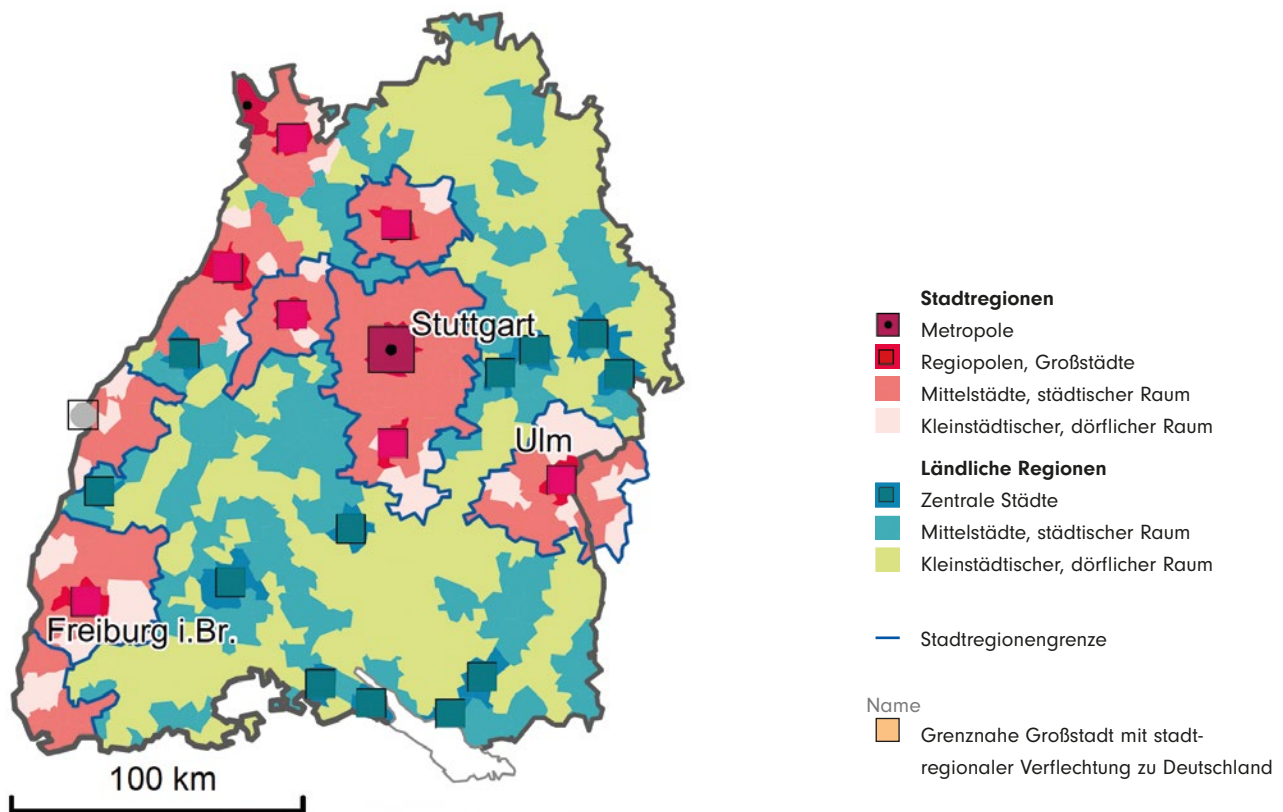 Stuttgart
Ulm
Freiburg i.Br.
100 km
Stadtregionen
Metropole
Regiopolen, Großstädte
Mittelstädte, städtischer Raum
Kleinstädtischer, dörflicher Raum
Ländliche Regionen
Zentrale Städte
Mittelstädte, städtischer Raum
Kleinstädtischer, dörflicher Raum
Stadtregionengrenze
Name
Grenznahe Großstadt mit stadt-
regionaler Verflechtung zu Deutschland